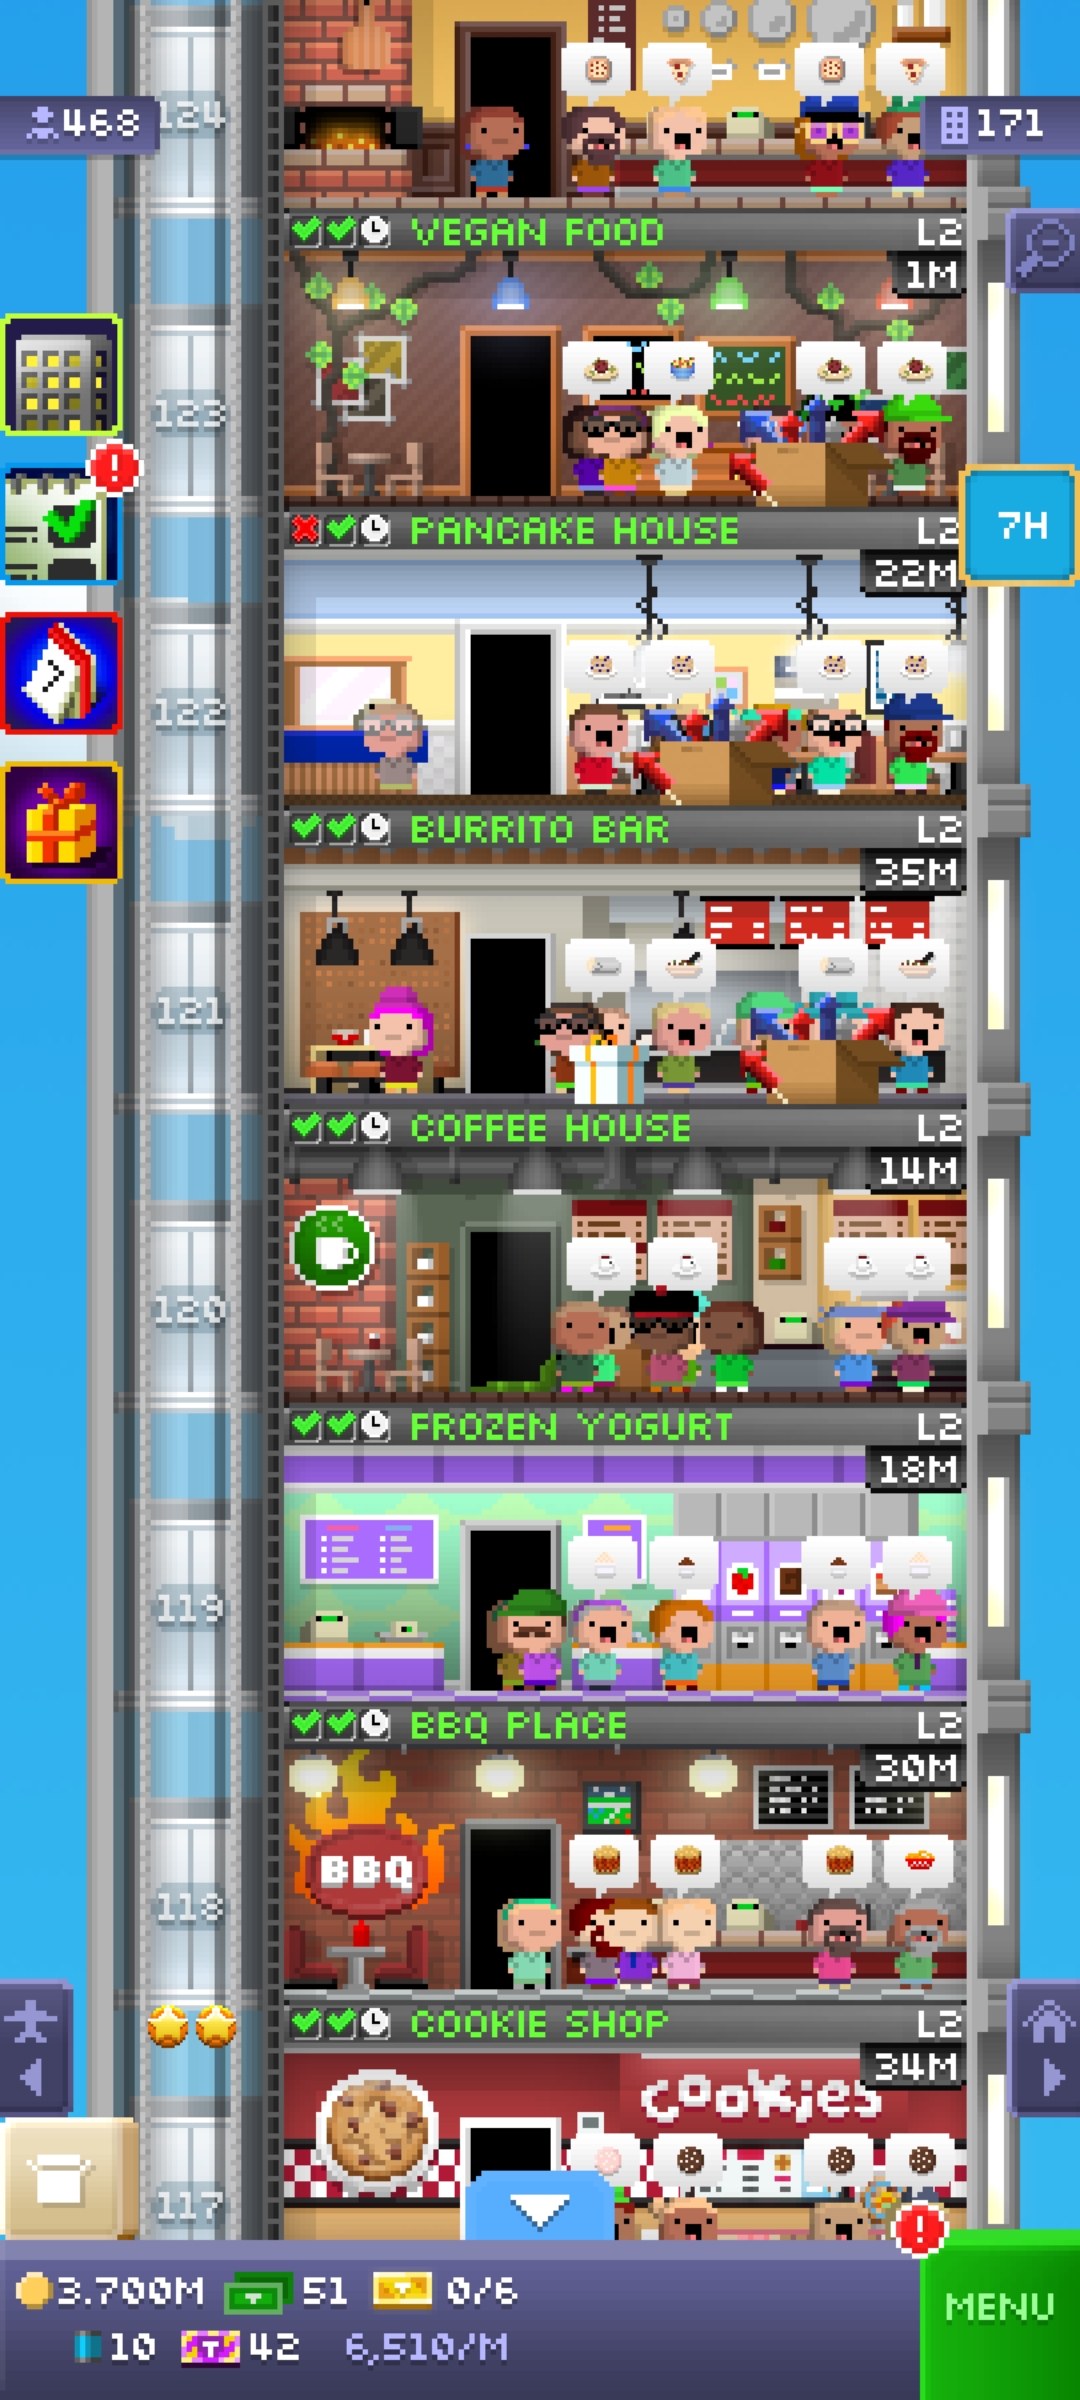 124
468
171
VEGAN FOOD
L2
1M
123
PANCAKE HOUSE
L2
7H
22M
122
BURRITO BAR
L2
35M
121
COFFEE HOUSE
L2
14M
120
FROZEN YOGURT
L2
18M
119
BBQ PLACE
L2
30M
BBQ
118
COOKIE SHOP
L2
34M
cookies
117
3.700M
51
0/6
MENU
10
T
42
6,510/M